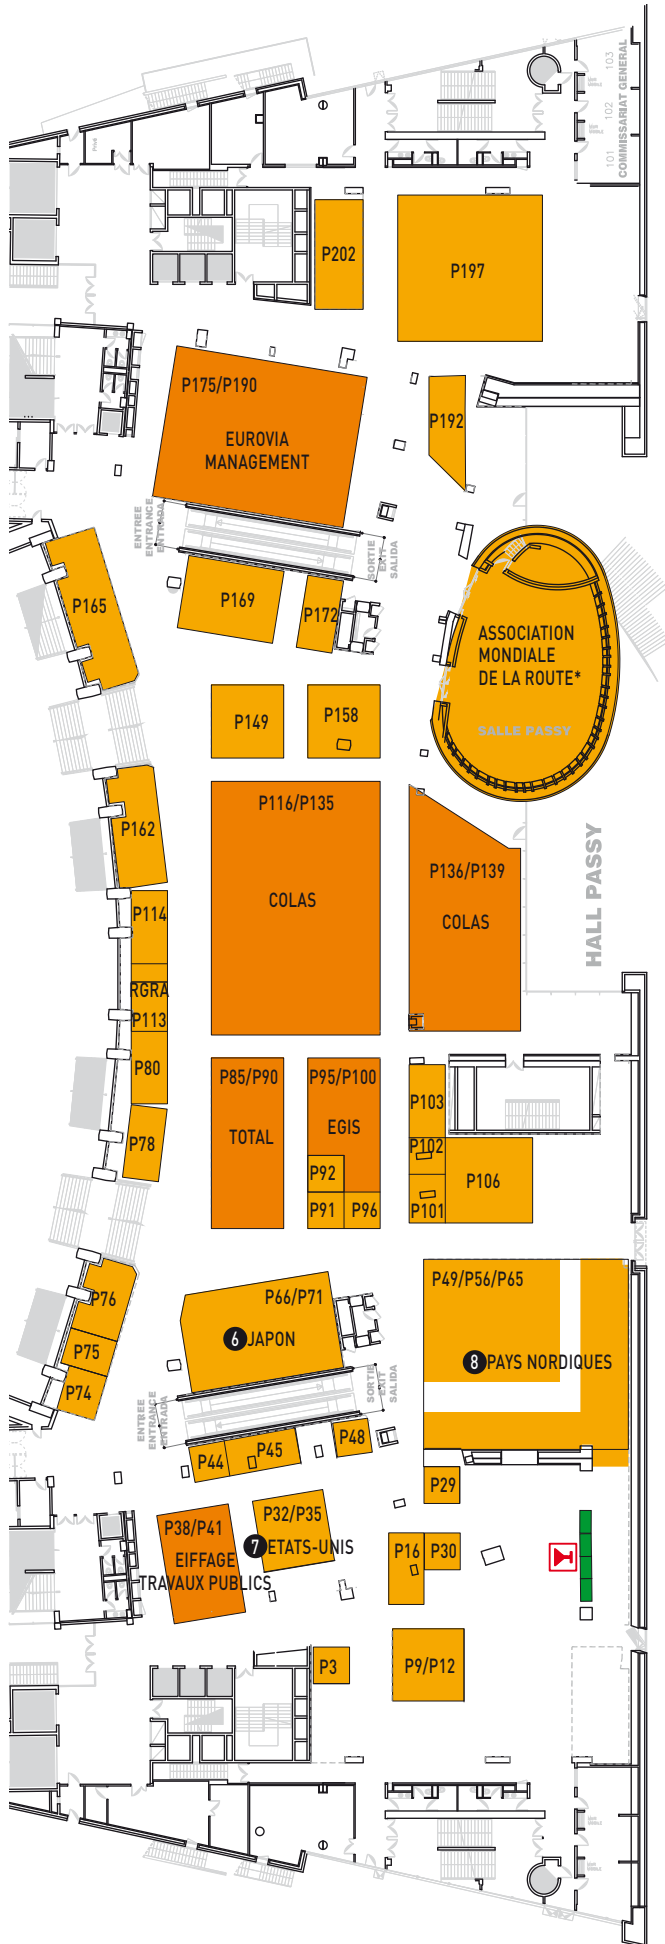 103
102
101
COMMISSARIAT GENERAL
Privé
P202
P197
P175/P190
EUROVIA
MANAGEMENT
P192
ENTREE
ENTRANCE
ENTRADA
SORTIE
EXIT
SALIDA
P165
P169
P172
ASSOCIATION
MONDIALE
DE LA ROUTE*
SALLE PASSY
P149
P158
P162
P116/P135
COLAS
P136/P139
COLAS
HALL PASSY
P114
RGRA
P113
P80
P78
P85/P90
TOTAL
P95/P100
EGIS
P92
P91
P96
P103
P102
P101
P106
P76
P75
P74
P66/P71
6 JAPON
P49/P56/P65
8 PAYS NORDIQUES
ENTREE
ENTRANCE
ENTRADA
SORTIE
EXIT
SALIDA
P44
P45
P48
P29
P38/P41
EIFFAGE
TRAVAUX PUBLICS
P32/P35
7 ETATS-UNIS
P16
P30
P3
P9/P12